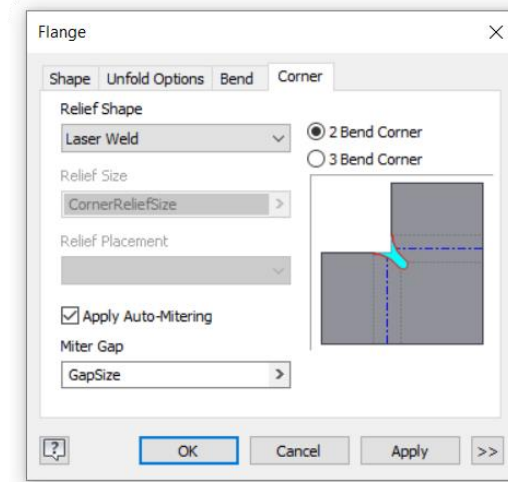 Flange
Shape Unfold Options Bend Corner
Relief Shape
Laser Weld
2 Bend Corner
3 Bend Corner
Relief Size
CornerReliefSize
Relief Placement
Apply Auto-Mitering
Miter Gap
GapSize
?
OK Cancel Apply >>